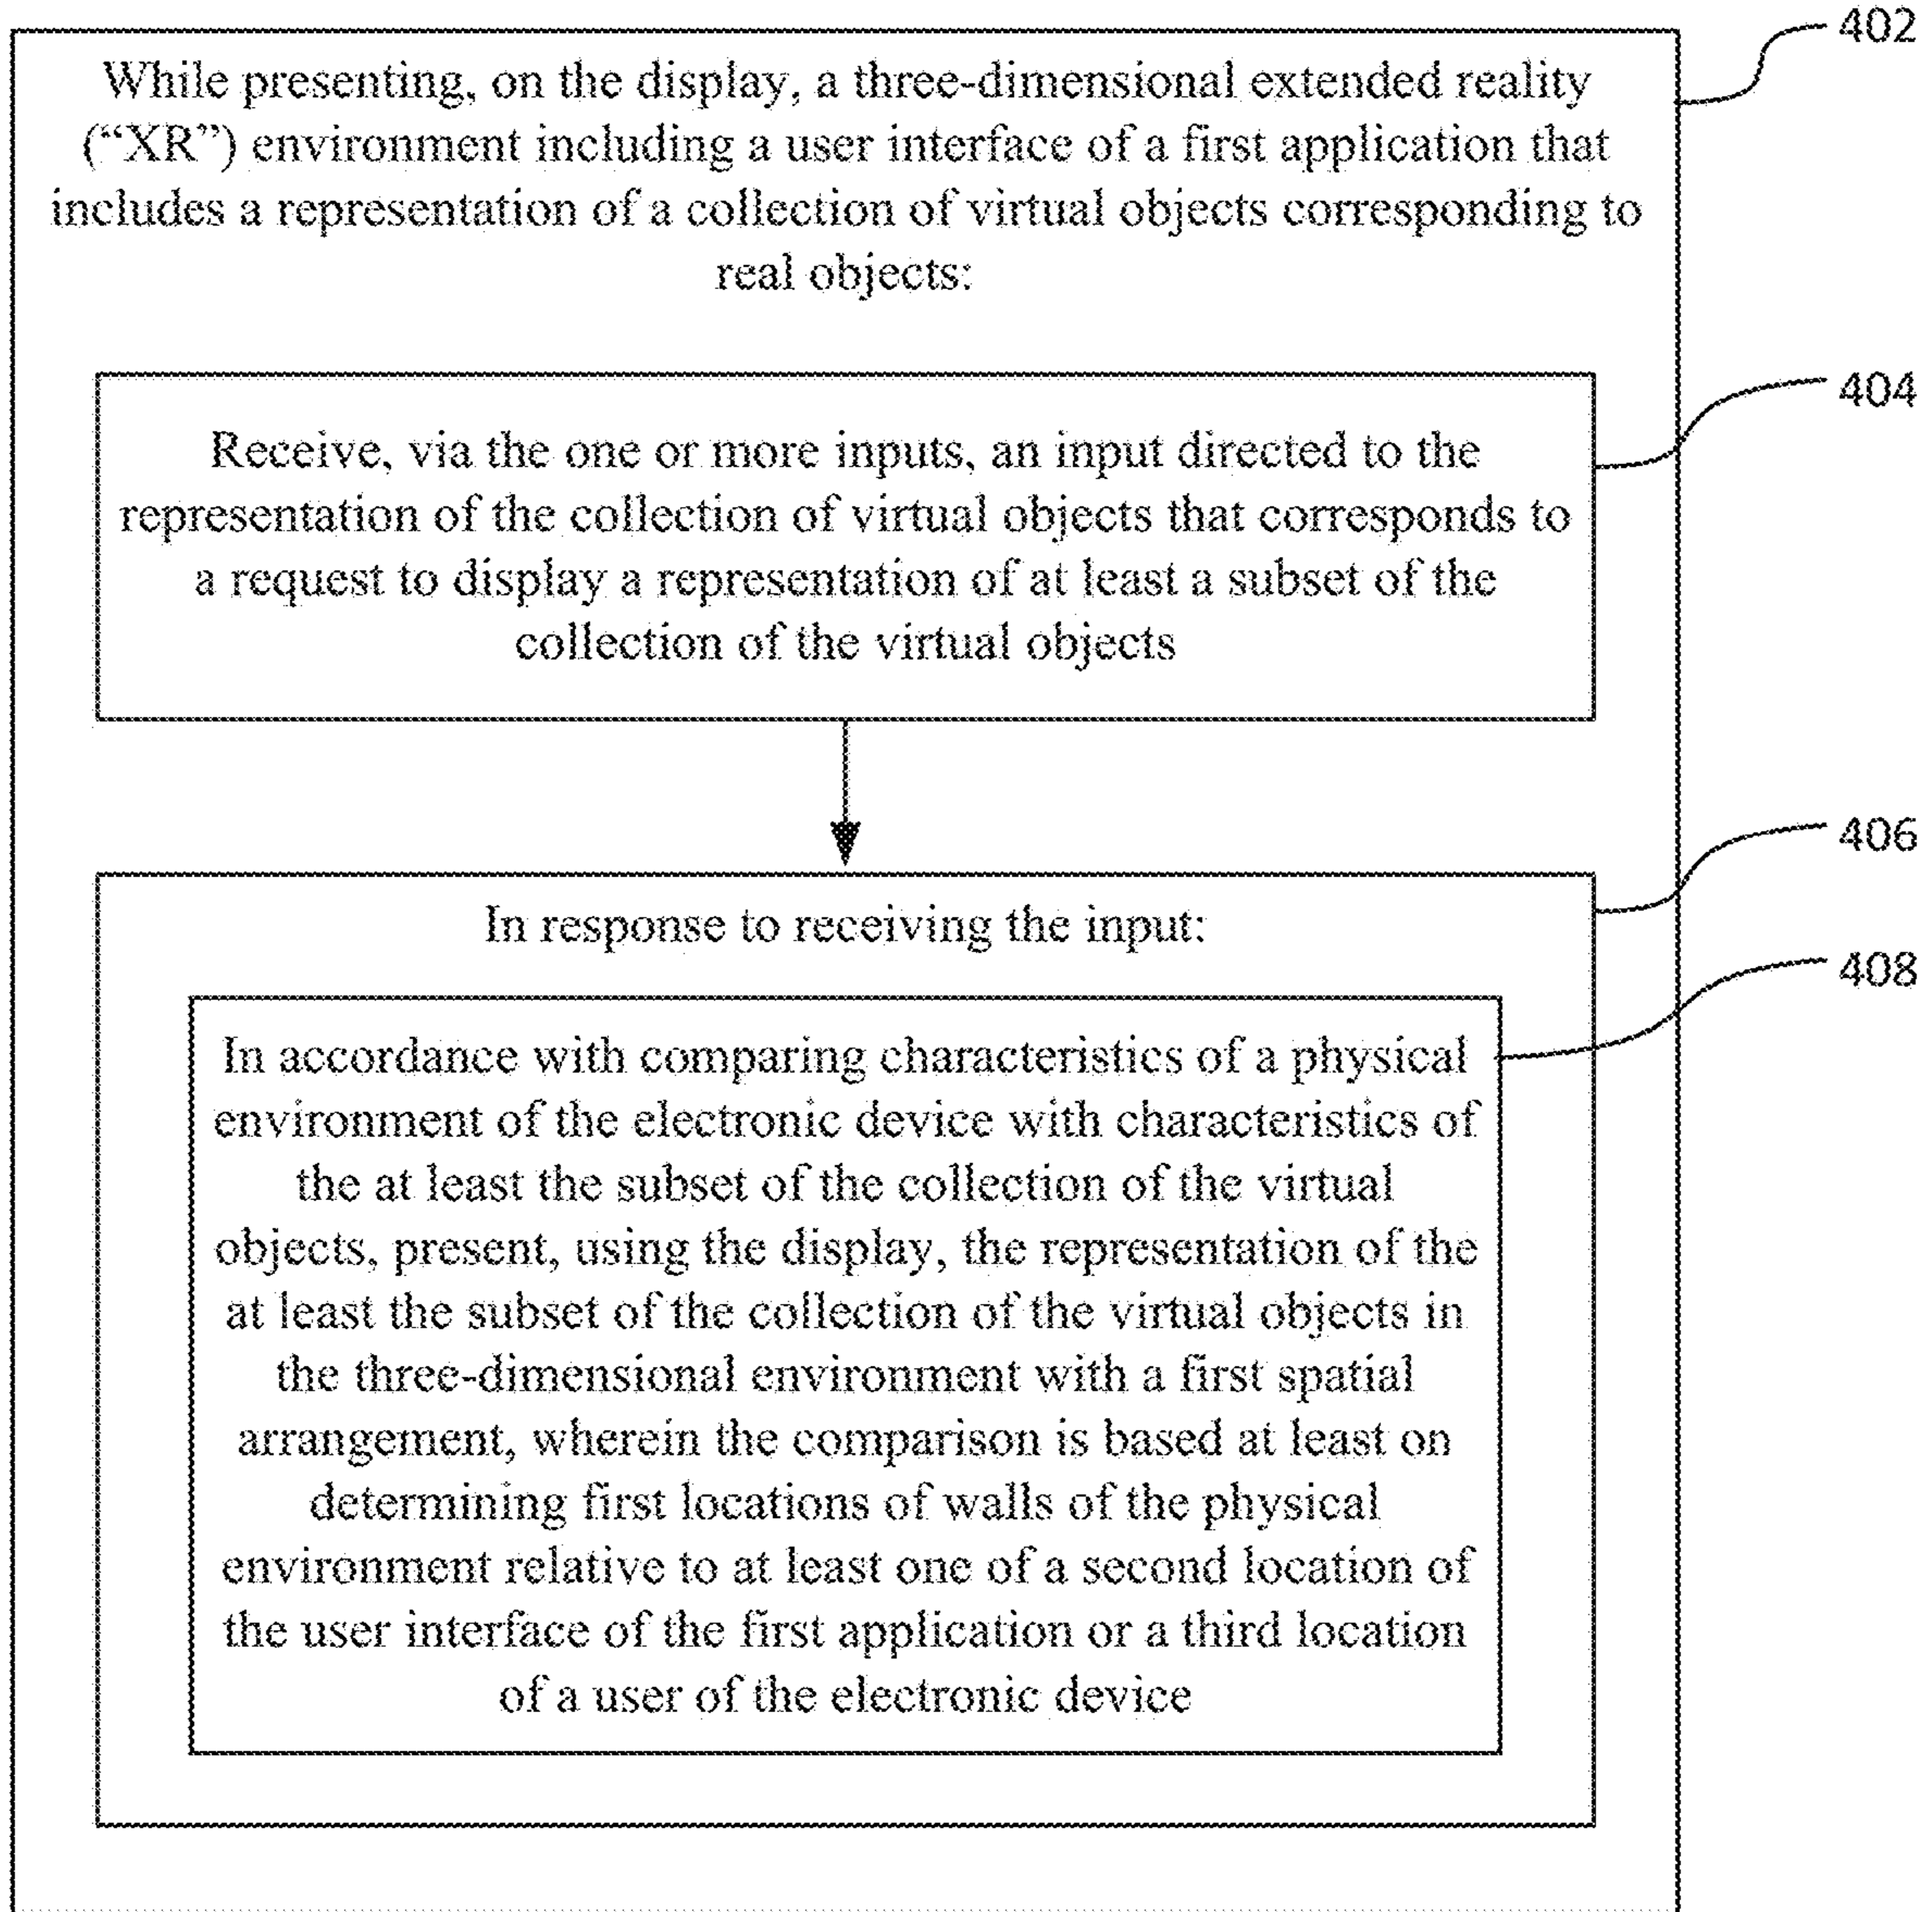 402
While presenting, on the display, a three-dimensional extended reality
(“XR”) environment including a user interface of a first application that
includes a representation of a collection of virtual objects corresponding to
real objects:
404
Receive, via the one or more inputs, an input directed to the
representation of the collection of virtual objects that corresponds to
a request to display a representation of at least a subset of the
collection of the virtual objects
406
In response to receiving the input:
408
In accordance with comparing characteristics of a physical
environment of the electronic device with characteristics of
the at least the subset of the collection of the virtual
objects, present, using the display, the representation of the
at least the subset of the collection of the virtual objects in
the three-dimensional environment with a first spatial
arrangement, wherein the comparison is based at least on
determining first locations of walls of the physical
environment relative to at least one of a second location of
the user interface of the first application or a third location
of a user of the electronic device